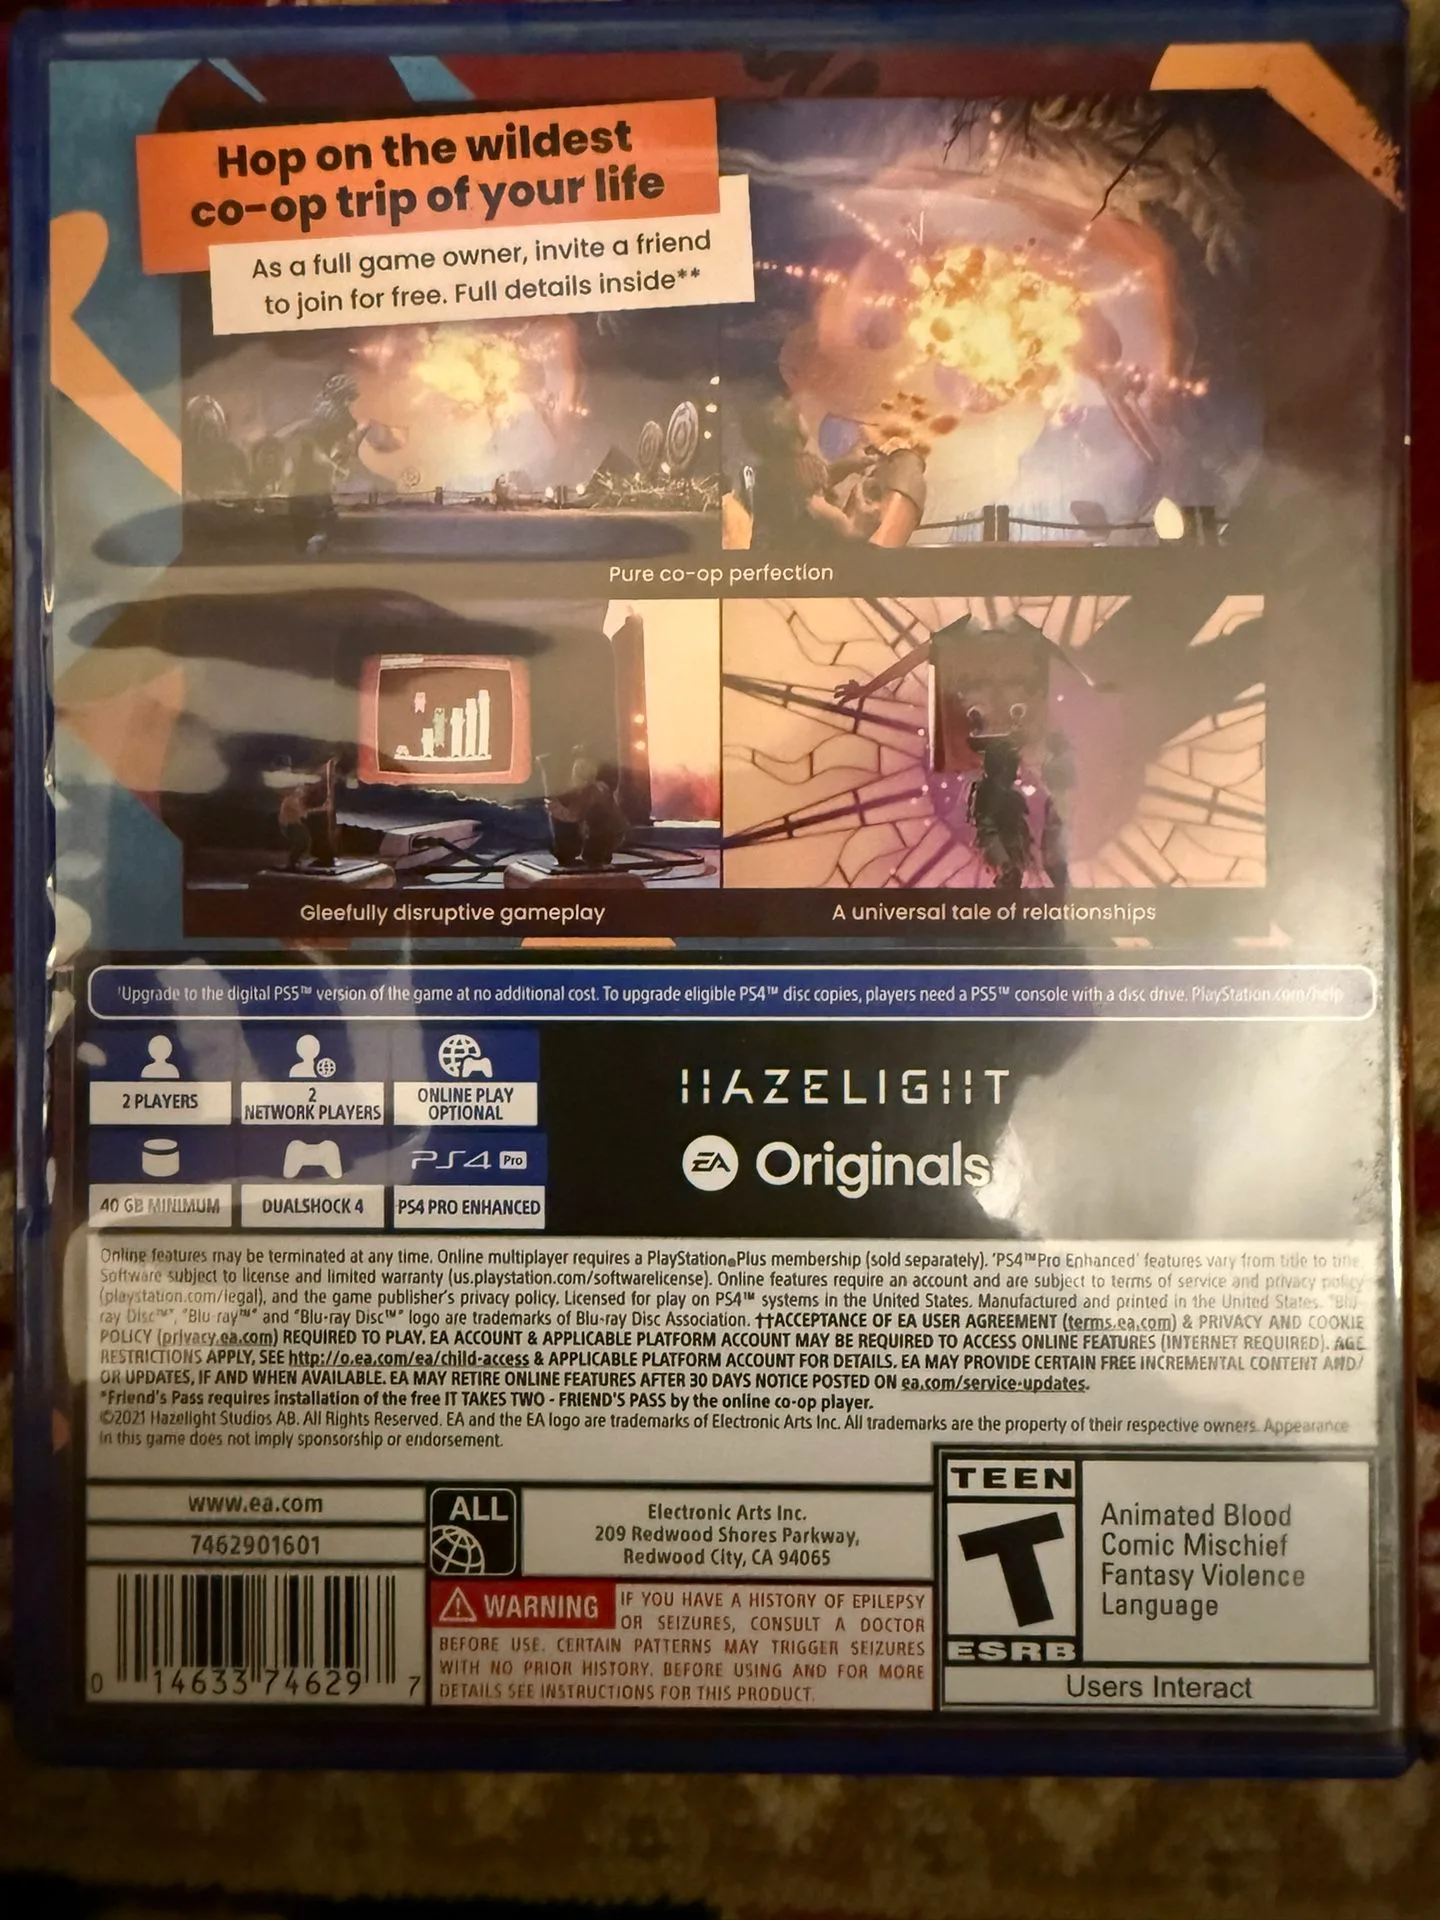 Hop on the wildest
co-op trip of your life
As a full game owner, invite a friend
to join for free. Full details inside**
Pure co-op perfection
Gleefully disruptive gameplay
A universal tale of relationships
†Upgrade to the digital PS5™ version of the game at no additional cost. To upgrade eligible PS4™ disc copies, players need a PS5™ console with a disc drive. PlayStation.com/help
2 PLAYERS
2
NETWORK PLAYERS
ONLINE PLAY
OPTIONAL
HAZELIGHT
EA Originals
PS4 Pro
40 GB MINIMUM
DUALSHOCK 4
PS4 PRO ENHANCED
Online features may be terminated at any time. Online multiplayer requires a PlayStation®Plus membership (sold separately). 'PS4™Pro Enhanced' features vary from title to title.
Software subject to license and limited warranty (us.playstation.com/softwarelicense). Online features require an account and are subject to terms of service and privacy policy
(playstation.com/legal), and the game publisher's privacy policy. Licensed for play on PS4™ systems in the United States. Manufactured and printed in the United States. "Blu-
ray Disc™", "Blu-ray™" and "Blu-ray Disc™" logo are trademarks of Blu-ray Disc Association. ††ACCEPTANCE OF EA USER AGREEMENT (terms.ea.com) & PRIVACY AND COOKIE
POLICY (privacy.ea.com) REQUIRED TO PLAY. EA ACCOUNT & APPLICABLE PLATFORM ACCOUNT MAY BE REQUIRED TO ACCESS ONLINE FEATURES (INTERNET REQUIRED). AGE
RESTRICTIONS APPLY, SEE http://o.ea.com/ea/child-access & APPLICABLE PLATFORM ACCOUNT FOR DETAILS. EA MAY PROVIDE CERTAIN FREE INCREMENTAL CONTENT AND/
OR UPDATES, IF AND WHEN AVAILABLE. EA MAY RETIRE ONLINE FEATURES AFTER 30 DAYS NOTICE POSTED ON ea.com/service-updates.
*Friend's Pass requires installation of the free IT TAKES TWO - FRIEND'S PASS by the online co-op player.
©2021 Hazelight Studios AB. All Rights Reserved. EA and the EA logo are trademarks of Electronic Arts Inc. All trademarks are the property of their respective owners. Appearance
in this game does not imply sponsorship or endorsement.
www.ea.com
7462901601
0 14633 74629 7
ALL
Electronic Arts Inc.
209 Redwood Shores Parkway,
Redwood City, CA 94065
WARNING IF YOU HAVE A HISTORY OF EPILEPSY
OR SEIZURES, CONSULT A DOCTOR
BEFORE USE. CERTAIN PATTERNS MAY TRIGGER SEIZURES
WITH NO PRIOR HISTORY. BEFORE USING AND FOR MORE
DETAILS SEE INSTRUCTIONS FOR THIS PRODUCT.
TEEN
T
ESRB
Animated Blood
Comic Mischief
Fantasy Violence
Language
Users Interact